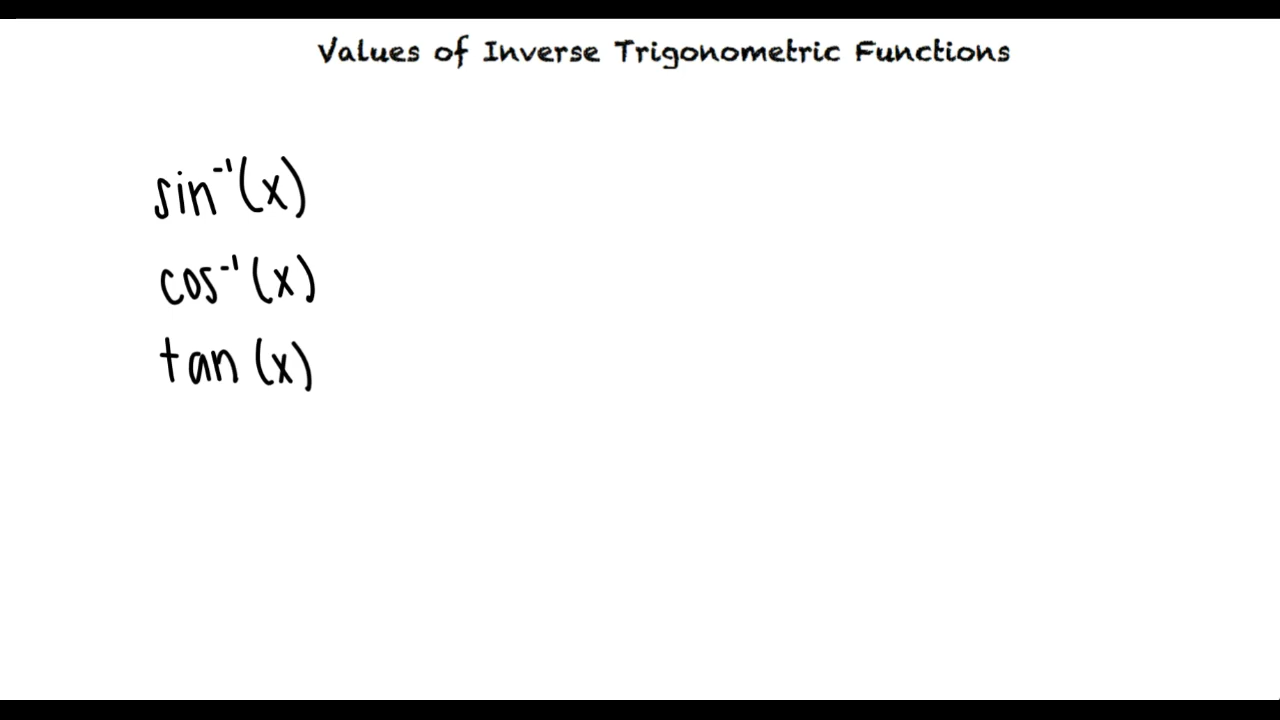 Values of Inverse Trigonometric Functions
sin⁻¹(x)
cos⁻¹(x)
tan(x)